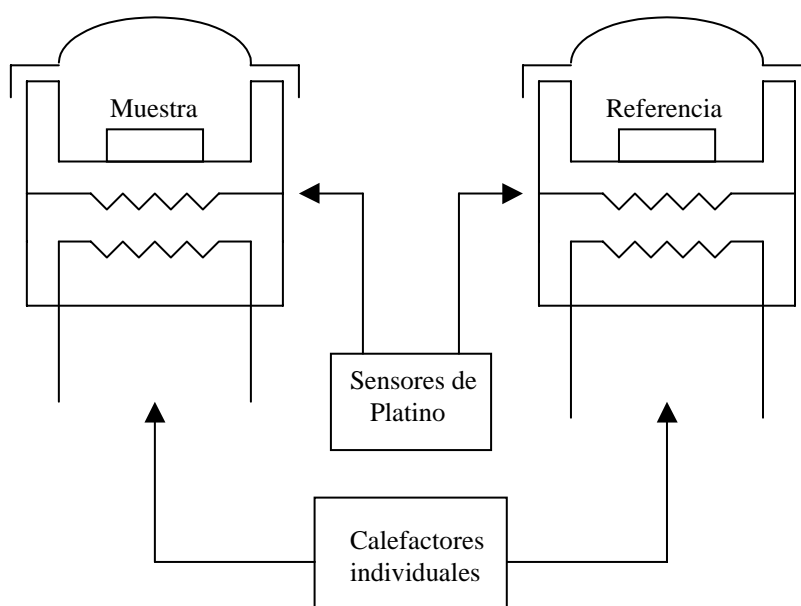 Muestra
Referencia
Sensores de
Platino
Calefactores
individuales